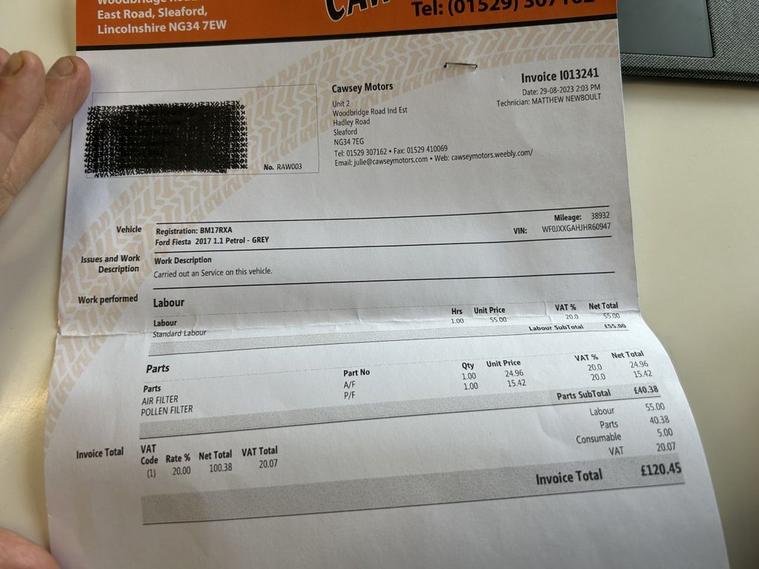 East Road, Sleaford,
Lincolnshire NG34 7EW
Tel: (01529) 307182
Cawsey Motors
Unit 2
Woodbridge Road Ind Est
Hadley Road
Sleaford
NG34 7EG
Tel: 01529 307162 • Fax: 01529 410069
Email: julie@cawseymotors.com • Web: cawseymotors.weebly.com/
Invoice I013241
Date: 29-08-2023 2:03 PM
Technician: MATTHEW NEWBOULT
No. RAW003
Vehicle
Registration: BM17RXA
Ford Fiesta 2017 1.1 Petrol - GREY
Mileage: 38932
VIN: WF0JXXGAHJHR60947
Issues and Work
Description
Work Description
Carried out an Service on this vehicle.
Work performed
Labour
Labour Hrs Unit Price VAT % Net Total
Standard Labour 1.00 55.00 20.0 55.00
Labour SubTotal £55.00
Parts
Parts Part No Qty Unit Price VAT % Net Total
AIR FILTER A/F 1.00 24.96 20.0 24.96
POLLEN FILTER P/F 1.00 15.42 20.0 15.42
Parts SubTotal £40.38
Labour 55.00
Parts 40.38
Consumable 5.00
VAT 20.07
Invoice Total £120.45
Invoice Total
VAT
Code Rate % Net Total VAT Total
(1) 20.00 100.38 20.07